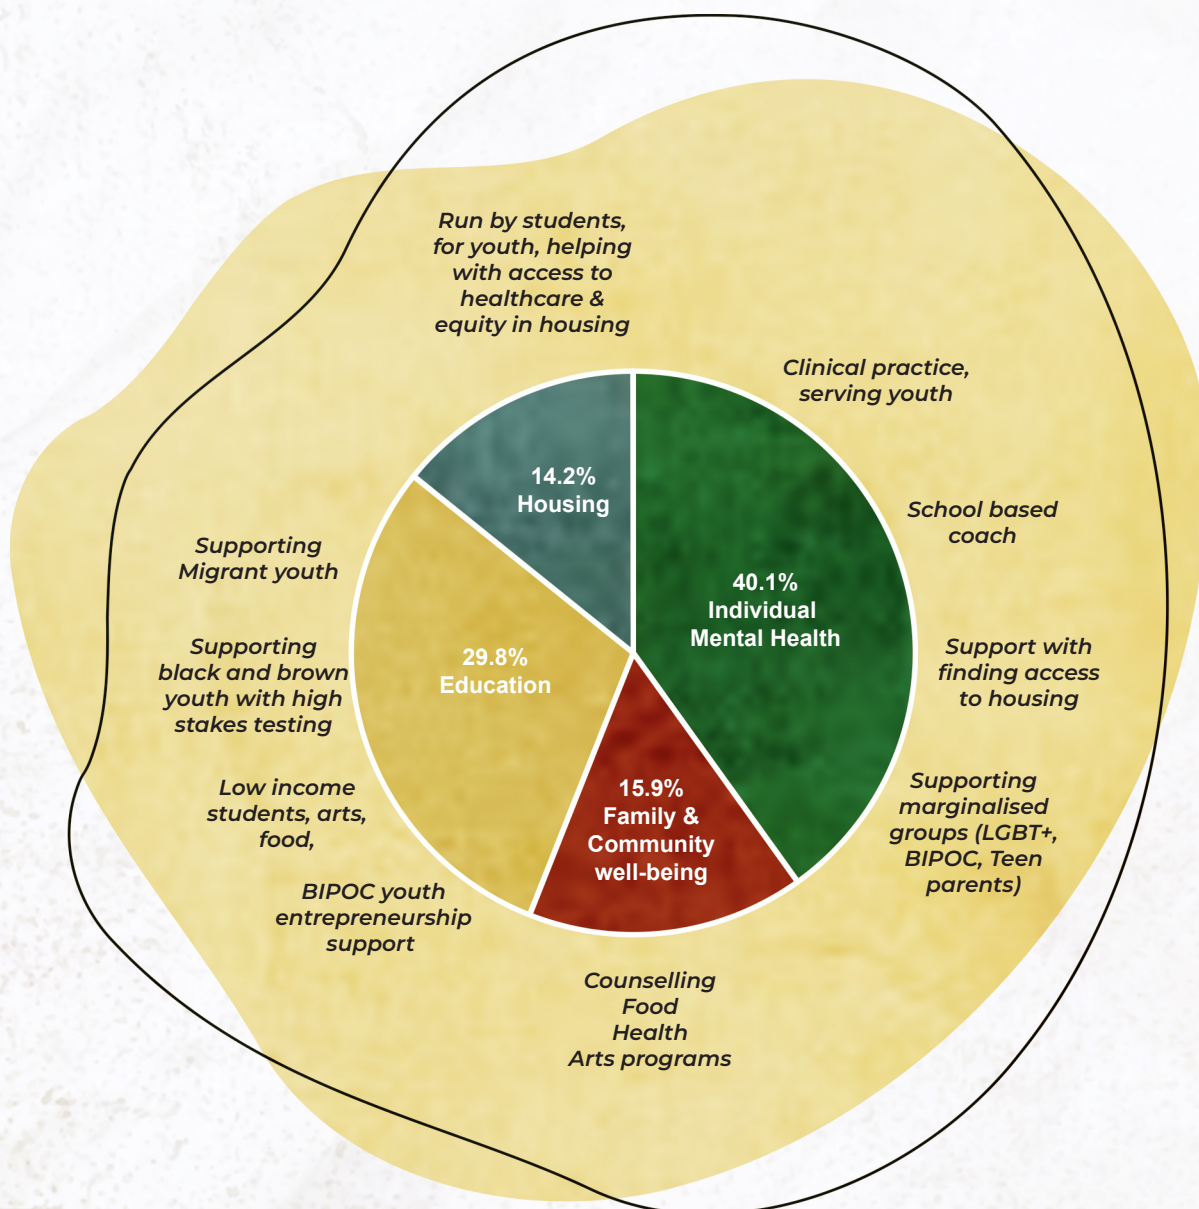 Run by students,
for youth, helping
with access to
healthcare &
equity in housing
Clinical practice,
serving youth
School based
coach
Support with
finding access
to housing
Supporting
marginalised
groups (LGBT+,
BIPOC, Teen
parents)
Counselling
Food
Health
Arts programs
BIPOC youth
entrepreneurship
support
Low income
students, arts,
food,
Supporting
black and brown
youth with high
stakes testing
Supporting
Migrant youth
14.2%
Housing
40.1%
Individual
Mental Health
15.9%
Family &
Community
well-being
29.8%
Education